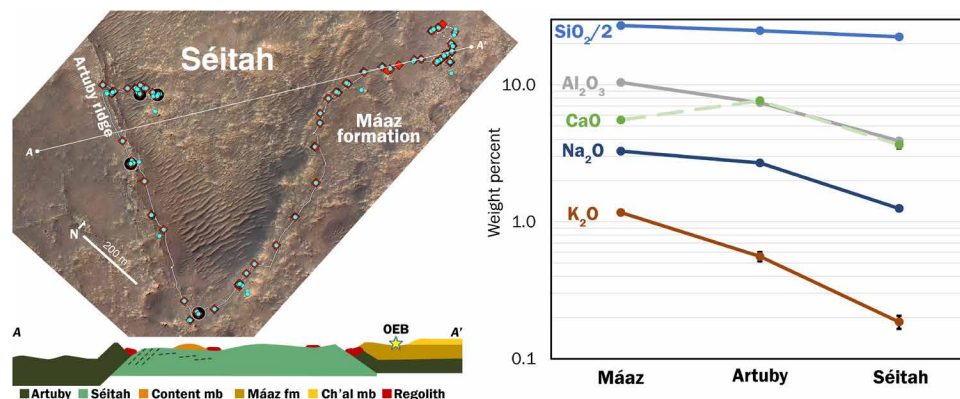 Séitah
Artuby ridge
Máaz
formation
A
A'
N
200 m
A
OEB
A'
Artuby Séitah Content mb Máaz fm Ch'al mb Regolith
Weight percent
10.0
1.0
0.1
SiO₂/2
Al₂O₃
CaO
Na₂O
K₂O
Máaz Artuby Séitah